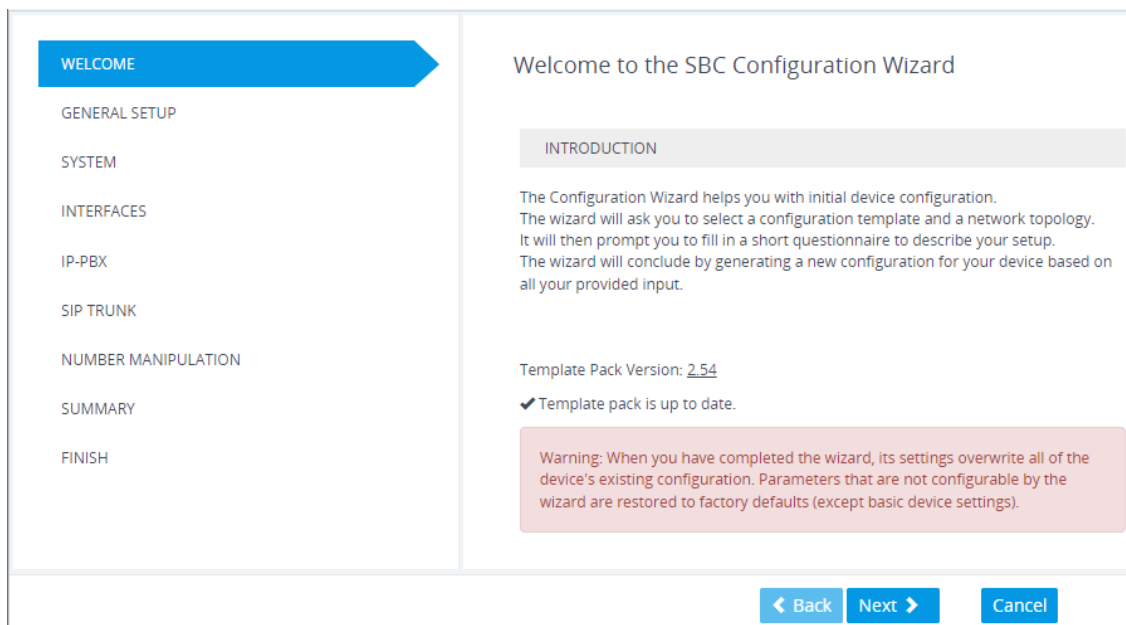 WELCOME
GENERAL SETUP
SYSTEM
INTERFACES
IP-PBX
SIP TRUNK
NUMBER MANIPULATION
SUMMARY
FINISH
Welcome to the SBC Configuration Wizard
INTRODUCTION
The Configuration Wizard helps you with initial device configuration.
The wizard will ask you to select a configuration template and a network topology.
It will then prompt you to fill in a short questionnaire to describe your setup.
The wizard will conclude by generating a new configuration for your device based on
all your provided input.
Template Pack Version: 2.54
✔ Template pack is up to date.
Warning: When you have completed the wizard, its settings overwrite all of the
device's existing configuration. Parameters that are not configurable by the
wizard are restored to factory defaults (except basic device settings).
Back Next Cancel